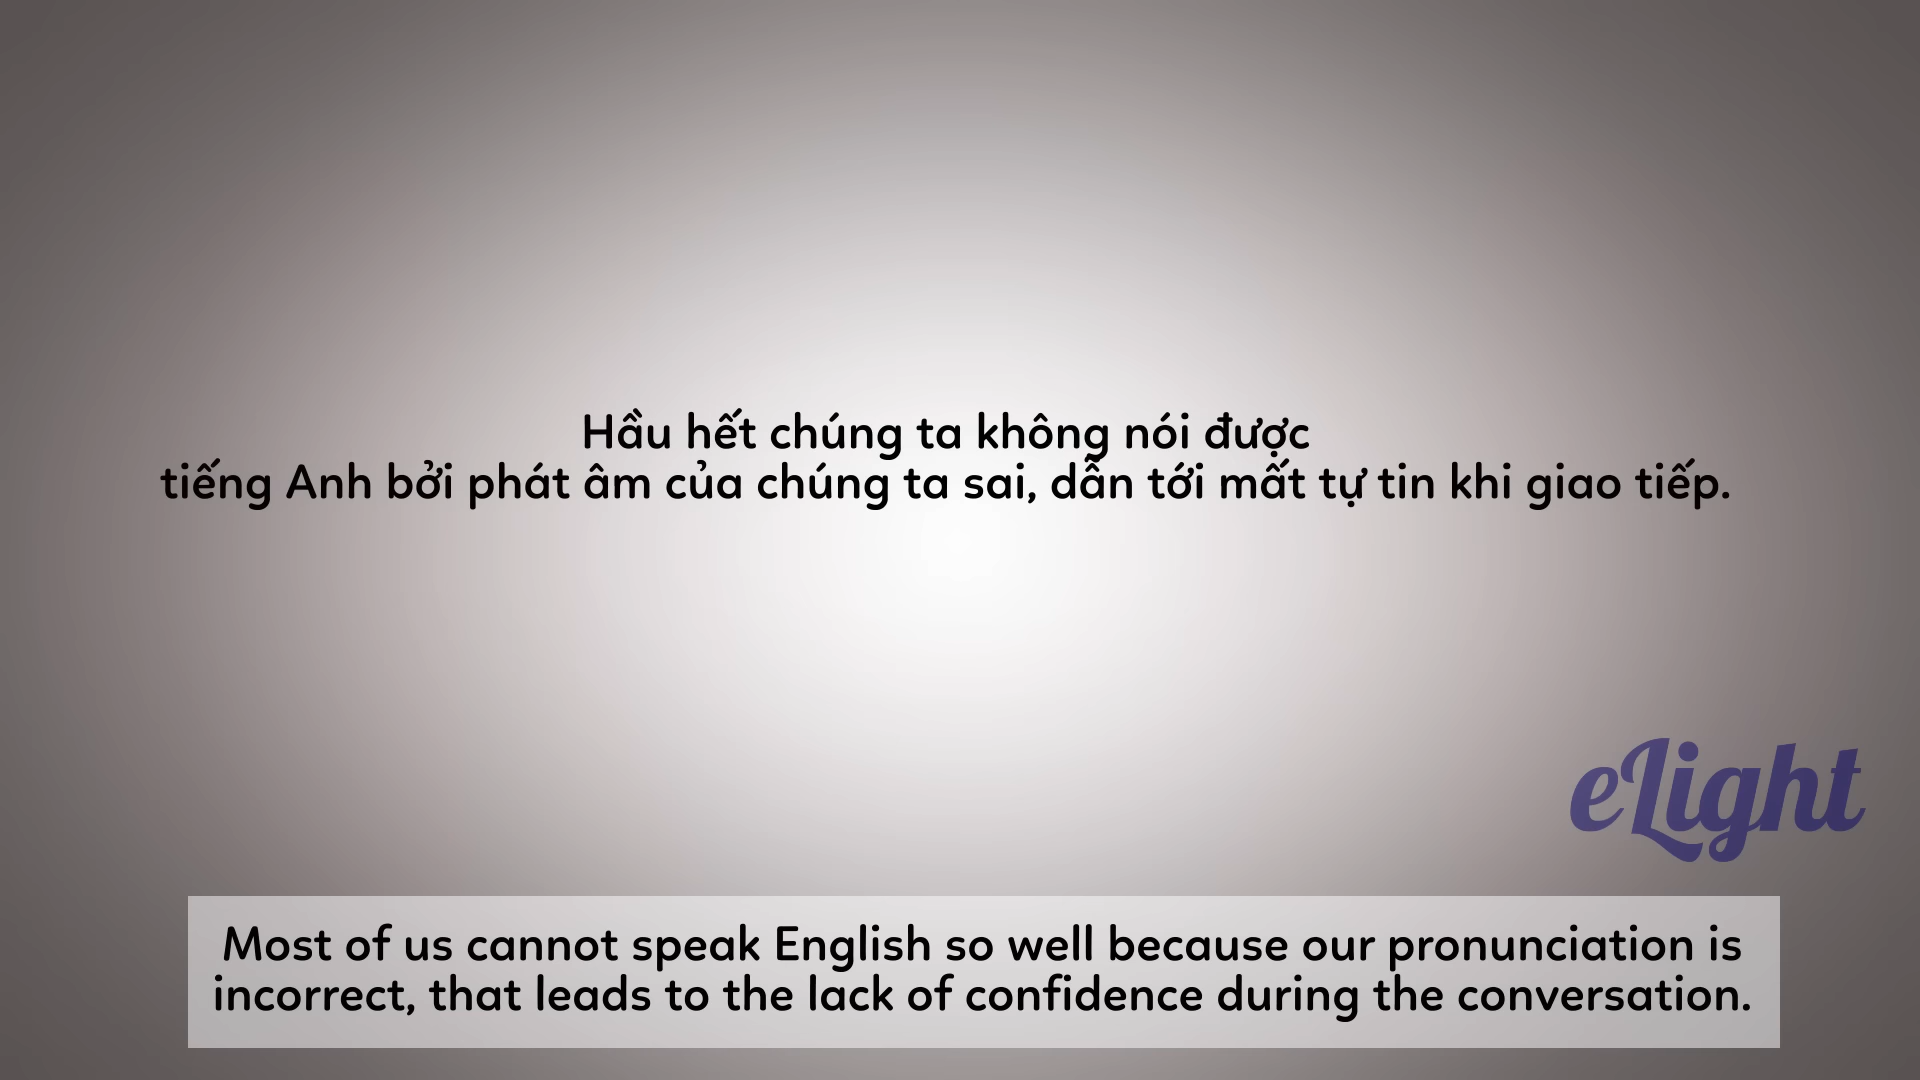 Hầu hết chúng ta không nói được
tiếng Anh bởi phát âm của chúng ta sai, dẫn tới mất tự tin khi giao tiếp.
eLight
Most of us cannot speak English so well because our pronunciation is
incorrect, that leads to the lack of confidence during the conversation.